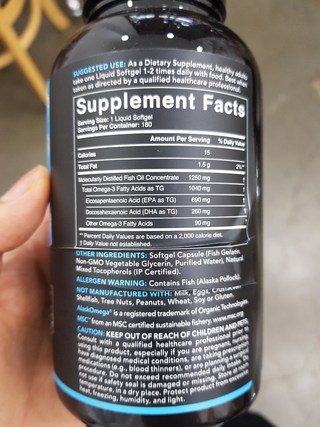 SUGGESTED USE: As a Dietary Supplement, healthy adults
take one Liquid Softgel 1-2 times daily with food. Best when
taken as directed by a qualified healthcare professional.
Supplement Facts
Serving Size: 1 Liquid Softgel
Servings Per Container: 180
Amount Per Serving % Daily Value
Calories 15
Total Fat 1.5 g 2%**
Molecularly Distilled Fish Oil Concentrate 1250 mg
Total Omega-3 Fatty Acids as TG 1040 mg †
Eicosapentaenoic Acid (EPA as TG) 690 mg †
Docosahexaenoic Acid (DHA as TG) 260 mg †
Other Omega-3 Fatty Acids 90 mg †
** Percent Daily Values are based on a 2,000 calorie diet.
† Daily Value not established.
OTHER INGREDIENTS: Softgel Capsule (Fish Gelatin,
Non-GMO Vegetable Glycerin, Purified Water), Natural
Mixed Tocopherols (IP Certified).
ALLERGEN WARNING: Contains Fish (Alaska Pollock).
NOT MANUFACTURED WITH: Milk, Eggs,
Shellfish, Tree Nuts, Peanuts, Wheat, Soy or Gluten.
AlaskOmega® is a registered trademark of Organic Technologies.
MSC™ from an MSC certified sustainable fishery. www.msc.org
CAUTION: KEEP OUT OF REACH OF CHILDREN AND PETS.
Consult with a qualified healthcare professional prior to
using this product, especially if you are pregnant, nursing,
have diagnosed medical conditions, are taking
medications (e.g., blood thinners), or are planning a
procedure. Do not exceed recommended daily
not use if safety seal is damaged or missing. Store at room
temperature, in a dry place. Protect product from
heat, freezing, humidity, and light.